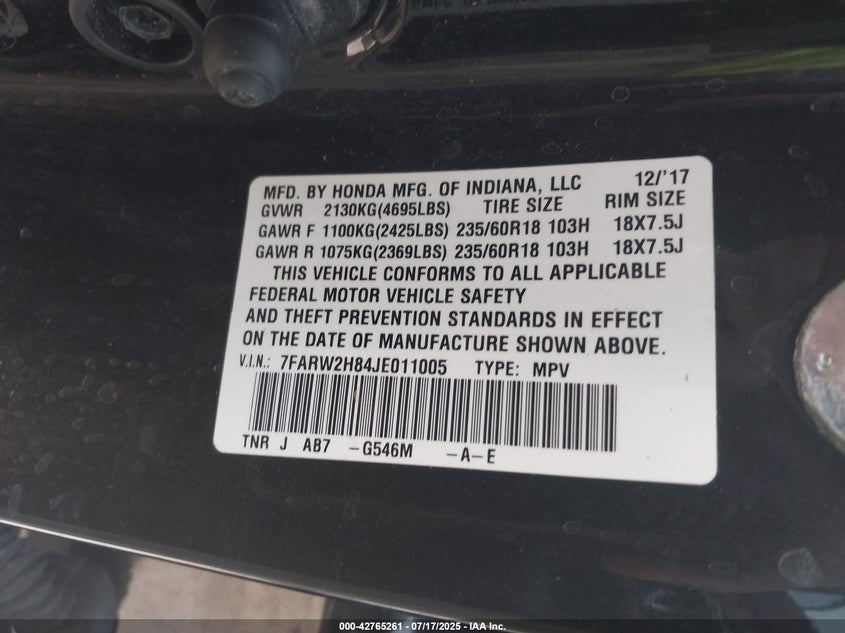 MFD. BY HONDA MFG. OF INDIANA, LLC 12/'17
GVWR 2130KG(4695LBS) TIRE SIZE RIM SIZE
GAWR F 1100KG(2425LBS) 235/60R18 103H 18X7.5J
GAWR R 1075KG(2369LBS) 235/60R18 103H 18X7.5J
THIS VEHICLE CONFORMS TO ALL APPLICABLE
FEDERAL MOTOR VEHICLE SAFETY
AND THEFT PREVENTION STANDARDS IN EFFECT
ON THE DATE OF MANUFACTURE SHOWN ABOVE.
V.I.N.: 7FARW2H84JE011005 TYPE: MPV
TNR J AB7 -G546M -A-E
000-42765261 - 07/17/2025 - IAA Inc.